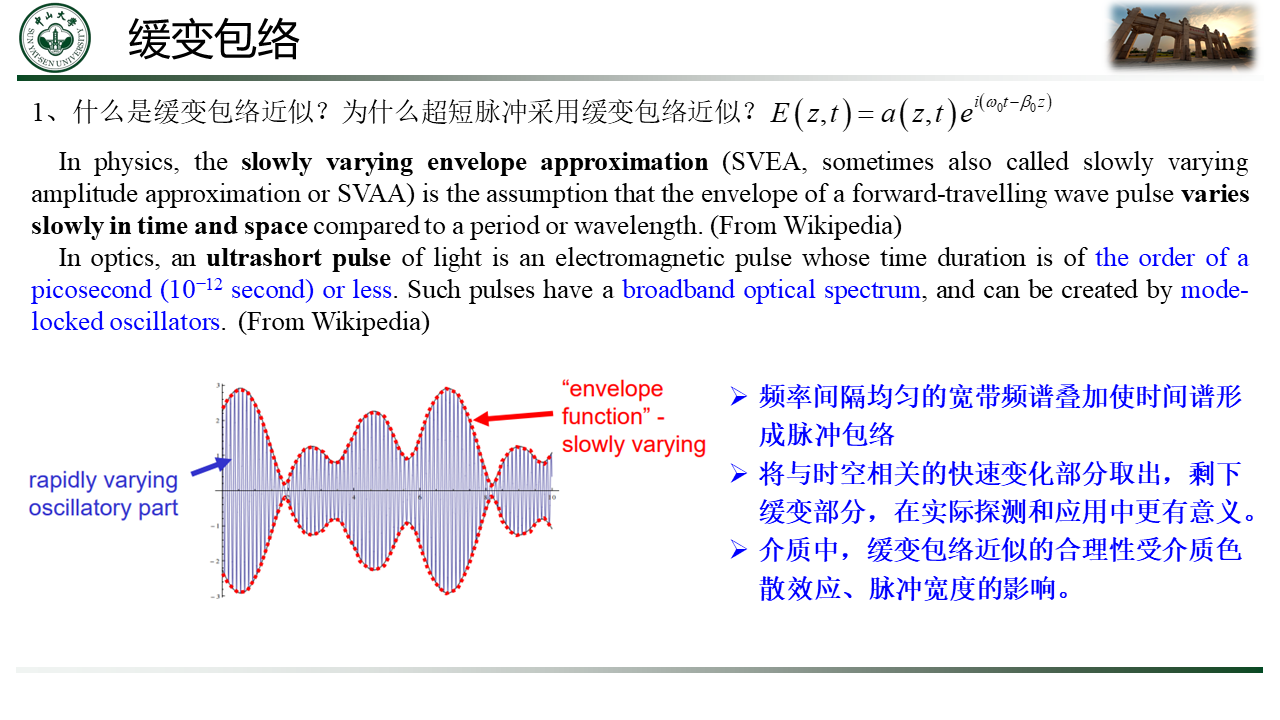 中山大学
SUN YAT-SEN UNIVERSITY
缓变包络
1、什么是缓变包络近似？为什么超短脉冲采用缓变包络近似？E(z,t)=a(z,t)e^{i(ω₀t−β₀z)}
In physics, the slowly varying envelope approximation (SVEA, sometimes also called slowly varying
amplitude approximation or SVAA) is the assumption that the envelope of a forward-travelling wave pulse varies
slowly in time and space compared to a period or wavelength. (From Wikipedia)
In optics, an ultrashort pulse of light is an electromagnetic pulse whose time duration is of the order of a
picosecond (10⁻¹² second) or less. Such pulses have a broadband optical spectrum, and can be created by mode-
locked oscillators. (From Wikipedia)
3
2
1
-1
-2
-3
2
4
6
8
10
rapidly varying
oscillatory part
“envelope
function” -
slowly varying
➢ 频率间隔均匀的宽带频谱叠加使时间谱形
成脉冲包络
➢ 将与时空相关的快速变化部分取出，剩下
缓变部分，在实际探测和应用中更有意义。
➢ 介质中，缓变包络近似的合理性受介质色
散效应、脉冲宽度的影响。